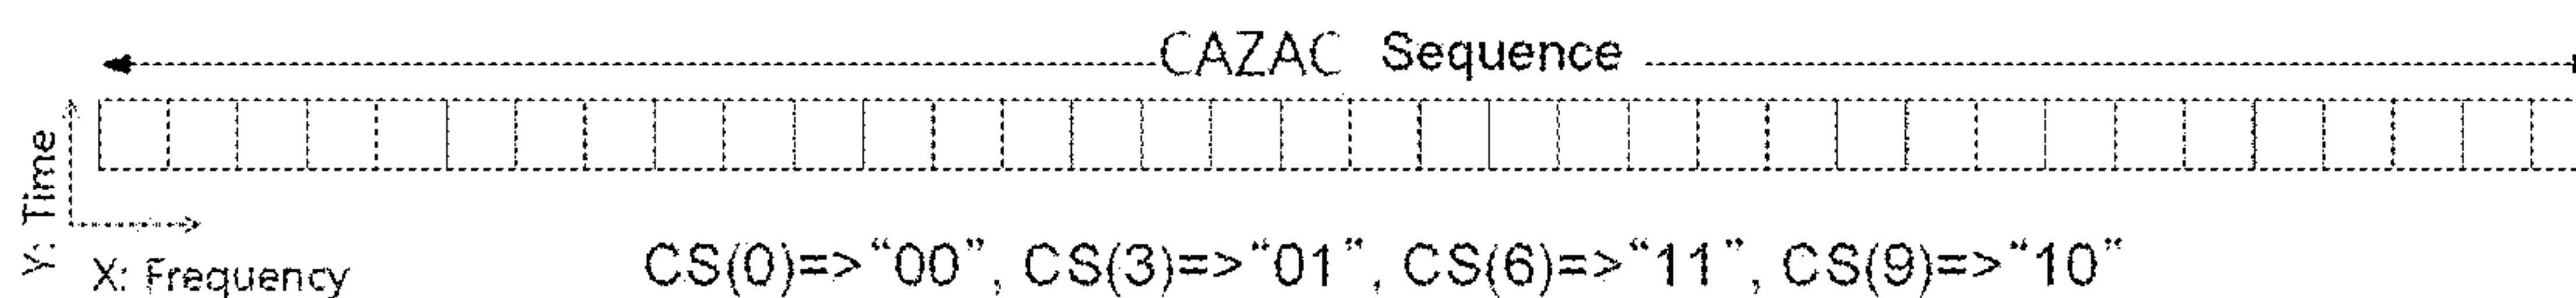 CAZAC Sequence
Y: Time
X: Frequency
CS(0)=>“00”, CS(3)=>“01”, CS(6)=>“11”, CS(9)=>“10”